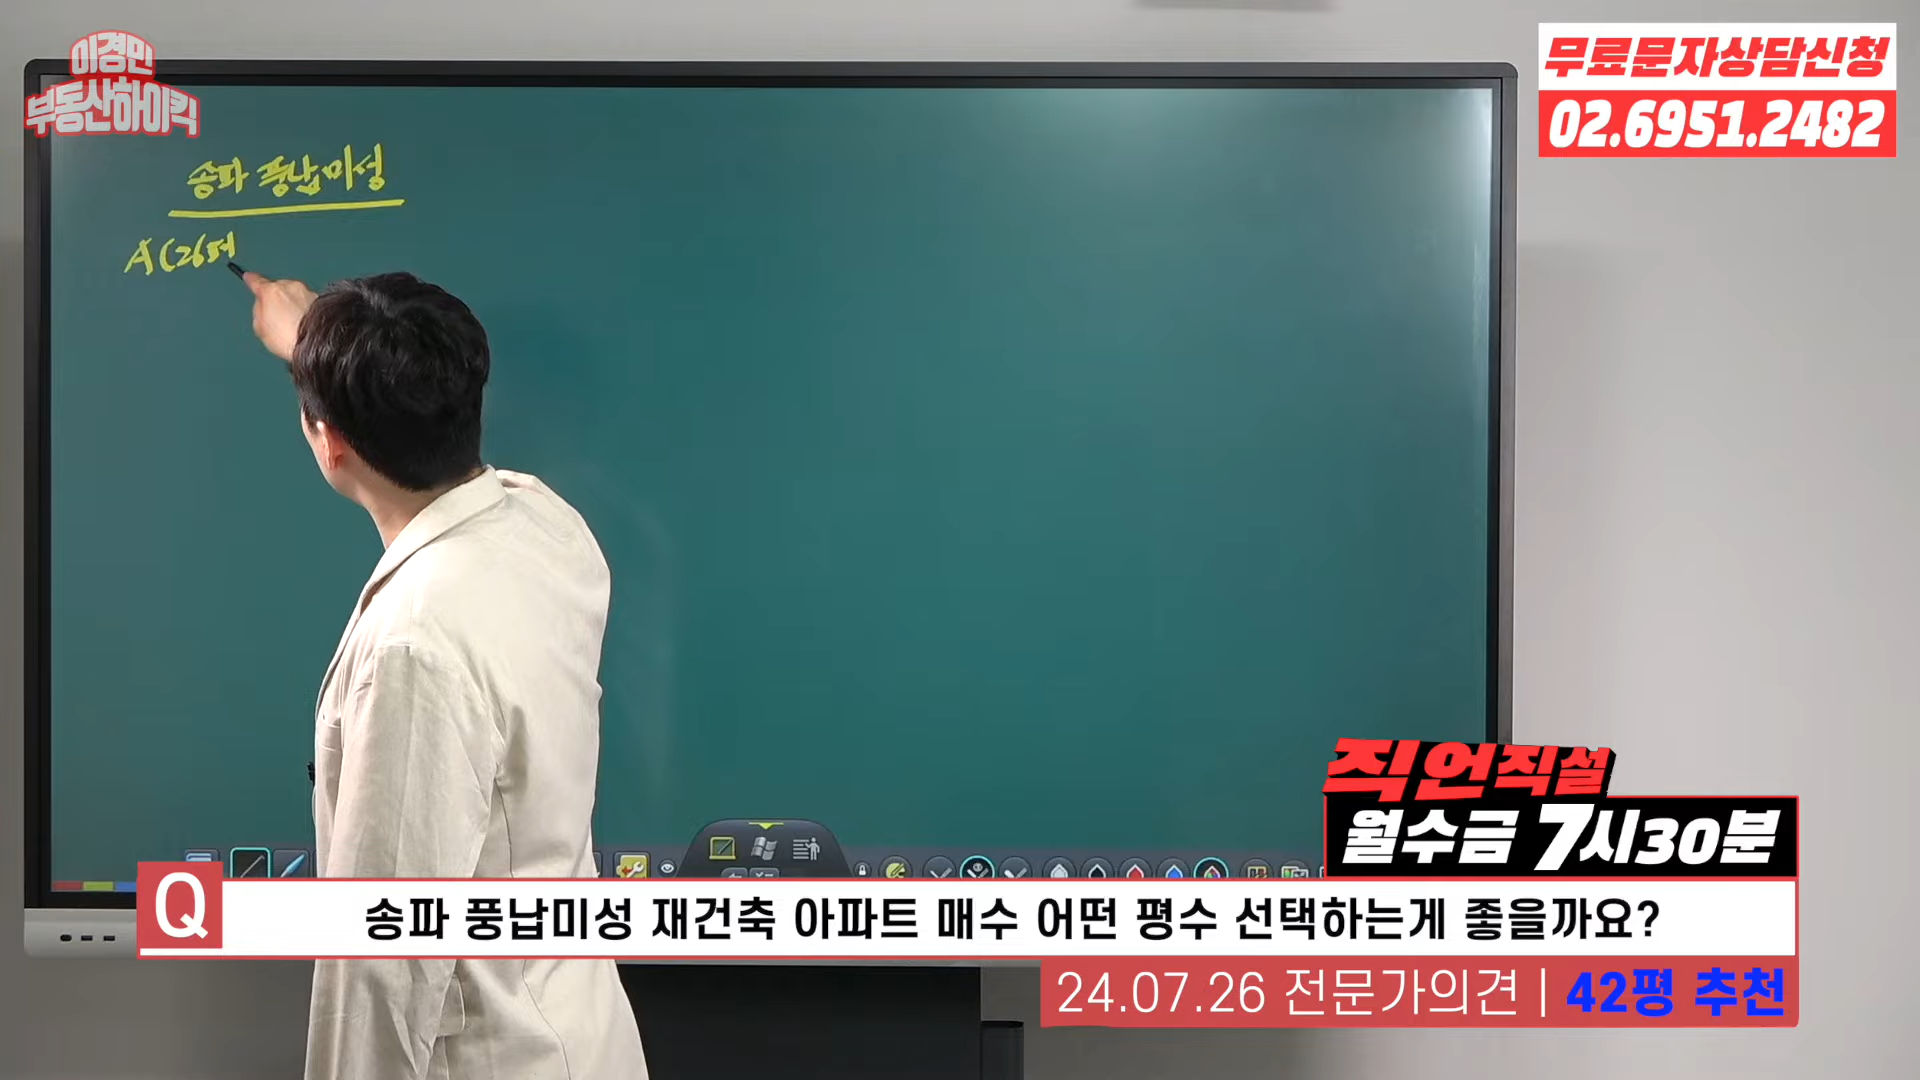 이경민
부동산하이킥
무료문자상담신청
02.6951.2482
송파 풍납미성
A(26평
직언직설
월수금 7시30분
Q
송파 풍납미성 재건축 아파트 매수 어떤 평수 선택하는게 좋을까요?
24.07.26 전문가의견 | 42평 추천